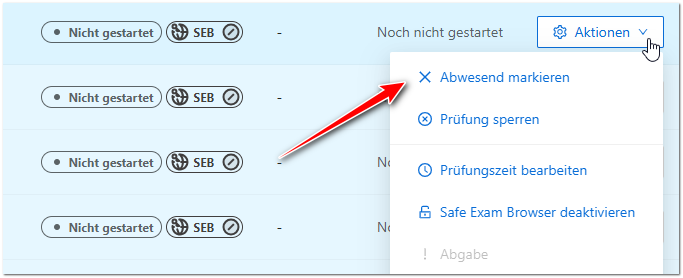 Nicht gestartet SEB - Noch nicht gestartet Aktionen
Abwesend markieren
Nicht gestartet SEB -
Prüfung sperren
Nicht gestartet SEB - No
Prüfungszeit bearbeiten
Safe Exam Browser deaktivieren
Nicht gestartet SEB - No
Abgabe